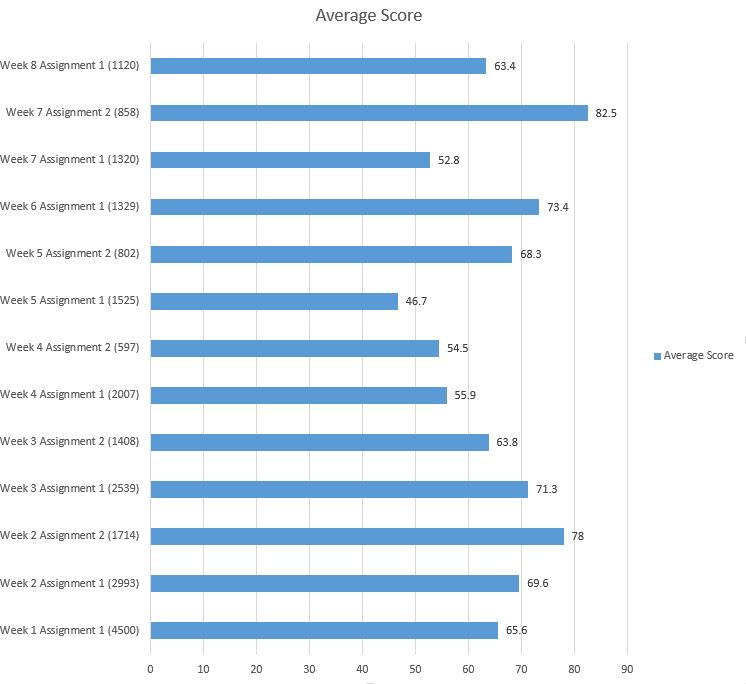 Average Score
Week 8 Assignment 1 (1120)
63.4
Week 7 Assignment 2 (858)
82.5
Week 7 Assignment 1 (1320)
52.8
Week 6 Assignment 1 (1329)
73.4
Week 5 Assignment 2 (802)
68.3
Week 5 Assignment 1 (1525)
46.7
Week 4 Assignment 2 (597)
54.5
Week 4 Assignment 1 (2007)
55.9
Week 3 Assignment 2 (1408)
63.8
Week 3 Assignment 1 (2539)
71.3
Week 2 Assignment 2 (1714)
78
Week 2 Assignment 1 (2993)
69.6
Week 1 Assignment 1 (4500)
65.6
0 10 20 30 40 50 60 70 80 90
Average Score